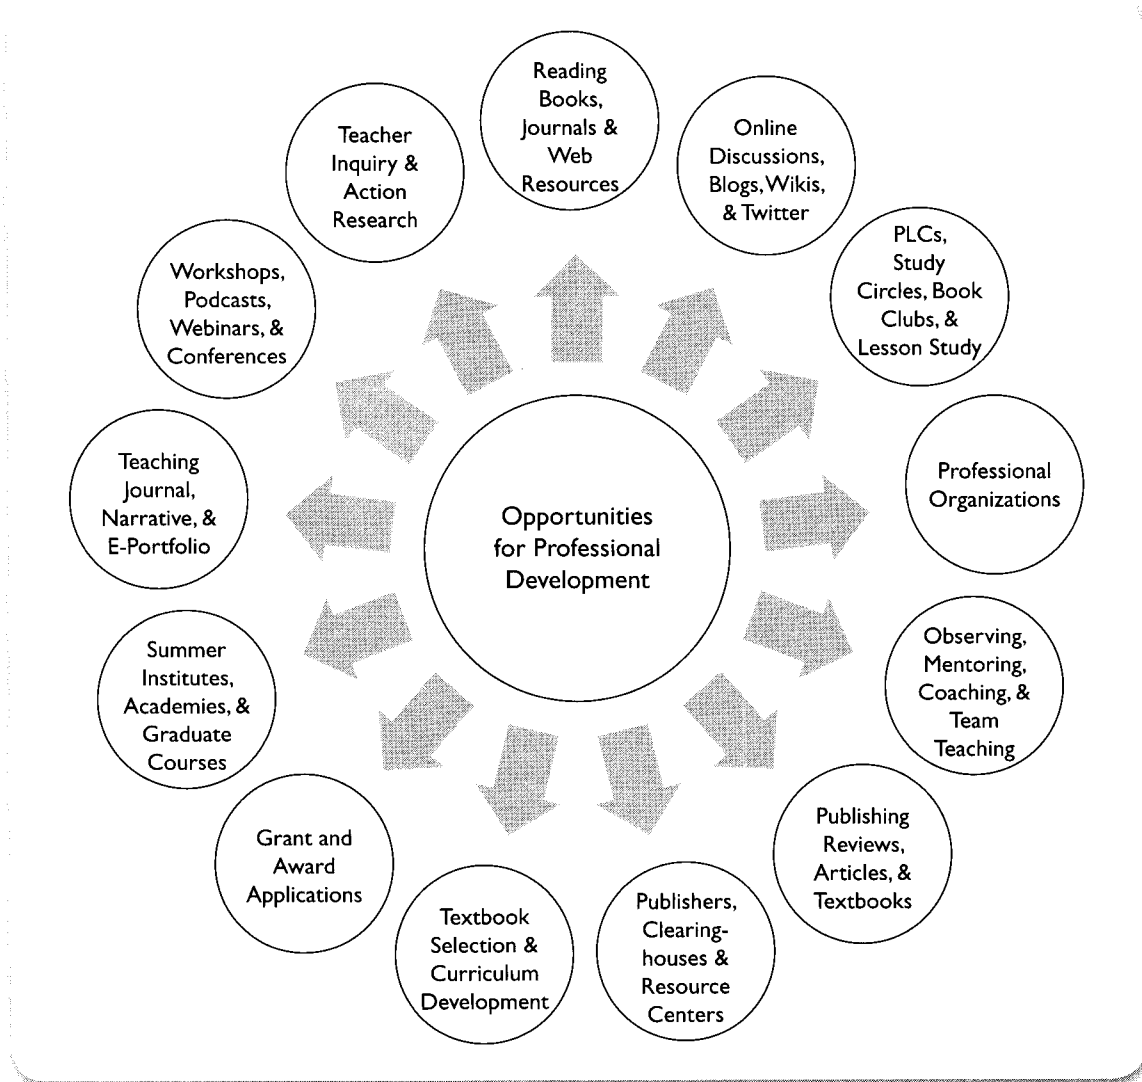 Reading
Books,
Journals &
Web
Resources
Online
Discussions,
Blogs, Wikis,
& Twitter
PLCs,
Study
Circles, Book
Clubs, &
Lesson Study
Professional
Organizations
Observing,
Mentoring,
Coaching, &
Team
Teaching
Publishing
Reviews,
Articles, &
Textbooks
Publishers,
Clearing-
houses &
Resource
Centers
Textbook
Selection &
Curriculum
Development
Grant and
Award
Applications
Summer
Institutes,
Academies, &
Graduate
Courses
Teaching
Journal,
Narrative, &
E-Portfolio
Workshops,
Podcasts,
Webinars, &
Conferences
Teacher
Inquiry &
Action
Research
Opportunities
for Professional
Development